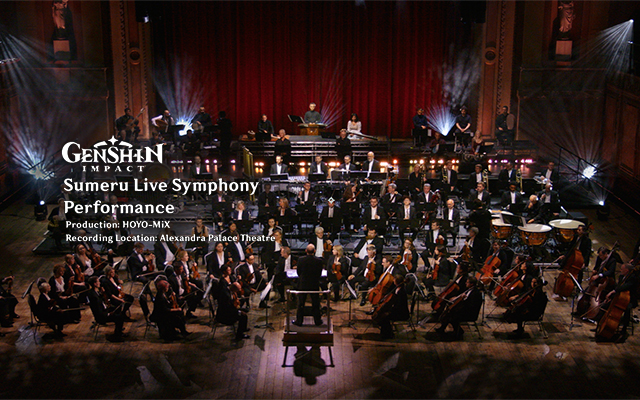 GENSHIN
IMPACT
Sumeru Live Symphony
Performance
Production: HOYO-MiX
Recording Location: Alexandra Palace Theatre